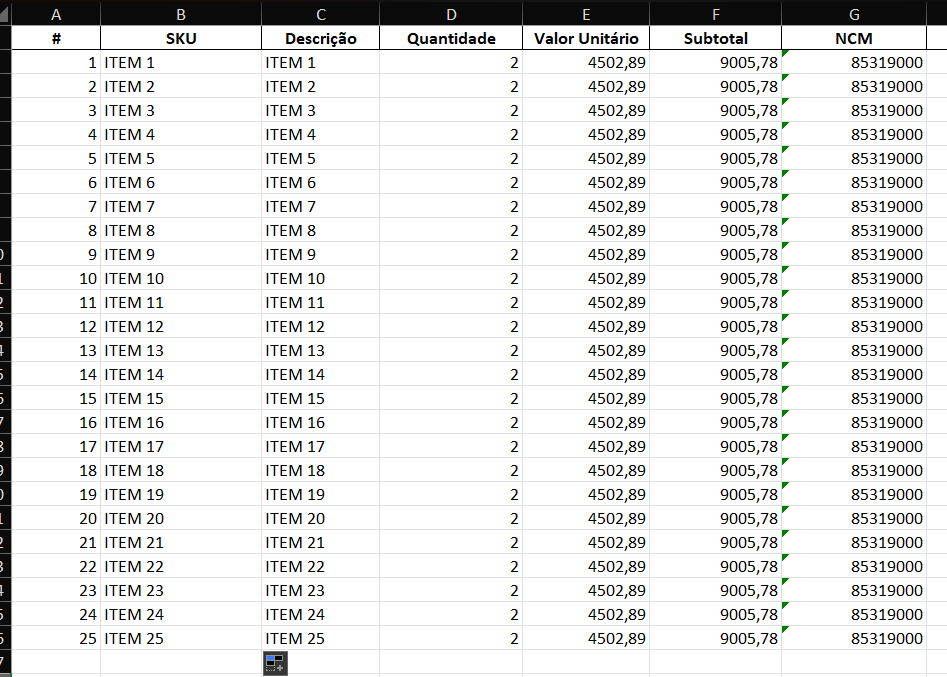 A B C D E F G
# SKU Descrição Quantidade Valor Unitário Subtotal NCM
1 ITEM 1 ITEM 1 2 4502,89 9005,78 85319000
2 ITEM 2 ITEM 2 2 4502,89 9005,78 85319000
3 ITEM 3 ITEM 3 2 4502,89 9005,78 85319000
4 ITEM 4 ITEM 4 2 4502,89 9005,78 85319000
5 ITEM 5 ITEM 5 2 4502,89 9005,78 85319000
6 ITEM 6 ITEM 6 2 4502,89 9005,78 85319000
7 ITEM 7 ITEM 7 2 4502,89 9005,78 85319000
8 ITEM 8 ITEM 8 2 4502,89 9005,78 85319000
9 ITEM 9 ITEM 9 2 4502,89 9005,78 85319000
10 ITEM 10 ITEM 10 2 4502,89 9005,78 85319000
11 ITEM 11 ITEM 11 2 4502,89 9005,78 85319000
12 ITEM 12 ITEM 12 2 4502,89 9005,78 85319000
13 ITEM 13 ITEM 13 2 4502,89 9005,78 85319000
14 ITEM 14 ITEM 14 2 4502,89 9005,78 85319000
15 ITEM 15 ITEM 15 2 4502,89 9005,78 85319000
16 ITEM 16 ITEM 16 2 4502,89 9005,78 85319000
17 ITEM 17 ITEM 17 2 4502,89 9005,78 85319000
18 ITEM 18 ITEM 18 2 4502,89 9005,78 85319000
19 ITEM 19 ITEM 19 2 4502,89 9005,78 85319000
20 ITEM 20 ITEM 20 2 4502,89 9005,78 85319000
21 ITEM 21 ITEM 21 2 4502,89 9005,78 85319000
22 ITEM 22 ITEM 22 2 4502,89 9005,78 85319000
23 ITEM 23 ITEM 23 2 4502,89 9005,78 85319000
24 ITEM 24 ITEM 24 2 4502,89 9005,78 85319000
25 ITEM 25 ITEM 25 2 4502,89 9005,78 85319000